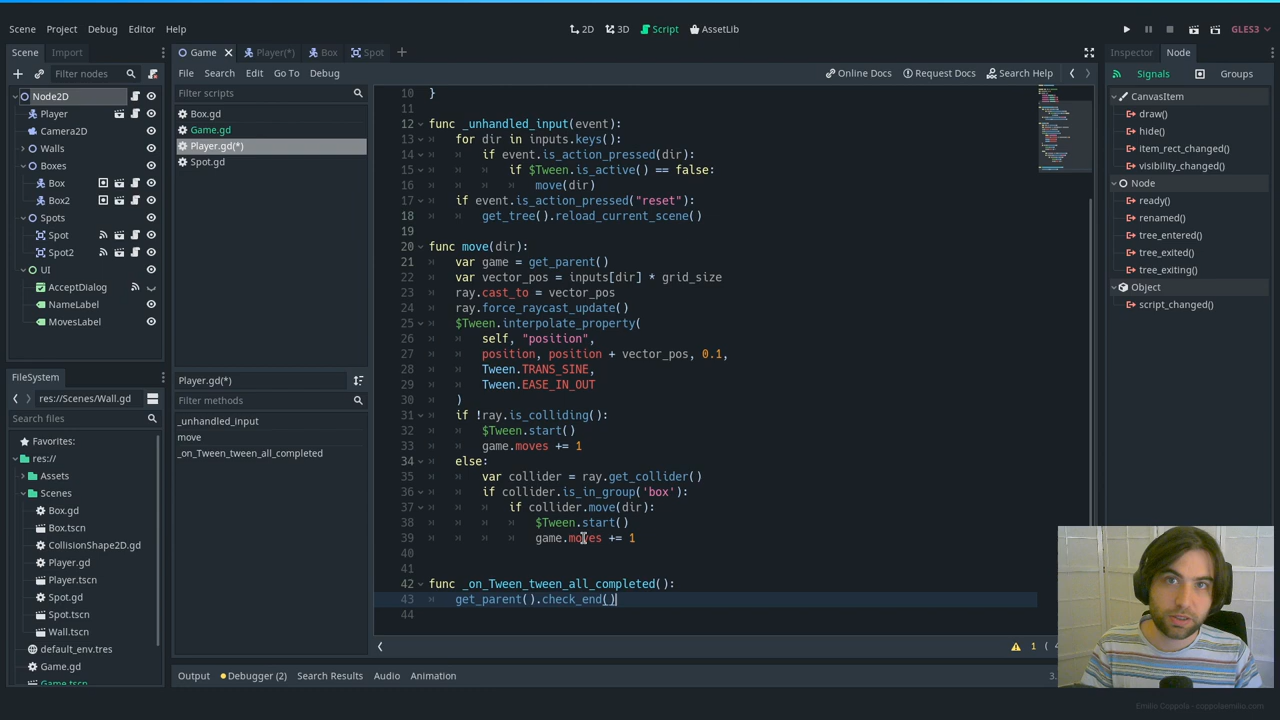 Scene Project Debug Editor Help
2D 3D Script AssetLib
GLES3
Scene Import
Filter nodes
Node2D
Player
Camera2D
Walls
Boxes
Box
Box2
Spots
Spot
Spot2
UI
AcceptDialog
NameLabel
MovesLabel
FileSystem
res://Scenes/Wall.gd
Search files
Favorites:
res://
Assets
Scenes
Box.gd
Box.tscn
CollisionShape2D.gd
Player.gd
Player.tscn
Spot.gd
Spot.tscn
Wall.tscn
default_env.tres
Game.gd
Game.tscn
Game Player(*) Box Spot
File Search Edit Go To Debug
Online Docs Request Docs Search Help
Filter scripts
Box.gd
Game.gd
Player.gd(*)
Spot.gd
Player.gd(*)
Filter methods
_unhandled_input
move
_on_Tween_tween_all_completed
10 }
11
12 func _unhandled_input(event):
13 for dir in inputs.keys():
14 if event.is_action_pressed(dir):
15 if $Tween.is_active() == false:
16 move(dir)
17 if event.is_action_pressed("reset"):
18 get_tree().reload_current_scene()
19
20 func move(dir):
21 var game = get_parent()
22 var vector_pos = inputs[dir] * grid_size
23 ray.cast_to = vector_pos
24 ray.force_raycast_update()
25 $Tween.interpolate_property(
26 self, "position",
27 position, position + vector_pos, 0.1,
28 Tween.TRANS_SINE,
29 Tween.EASE_IN_OUT
30 )
31 if !ray.is_colliding():
32 $Tween.start()
33 game.moves += 1
34 else:
35 var collider = ray.get_collider()
36 if collider.is_in_group('box'):
37 if collider.move(dir):
38 $Tween.start()
39 game.moves += 1
40
41
42 func _on_Tween_tween_all_completed():
43 get_parent().check_end()
44
1
Output Debugger (2) Search Results Audio Animation
3.
Inspector Node
Signals Groups
CanvasItem
draw()
hide()
item_rect_changed()
visibility_changed()
Node
ready()
renamed()
tree_entered()
tree_exited()
tree_exiting()
Object
script_changed()
Emilio Coppola - coppolaemilio.com